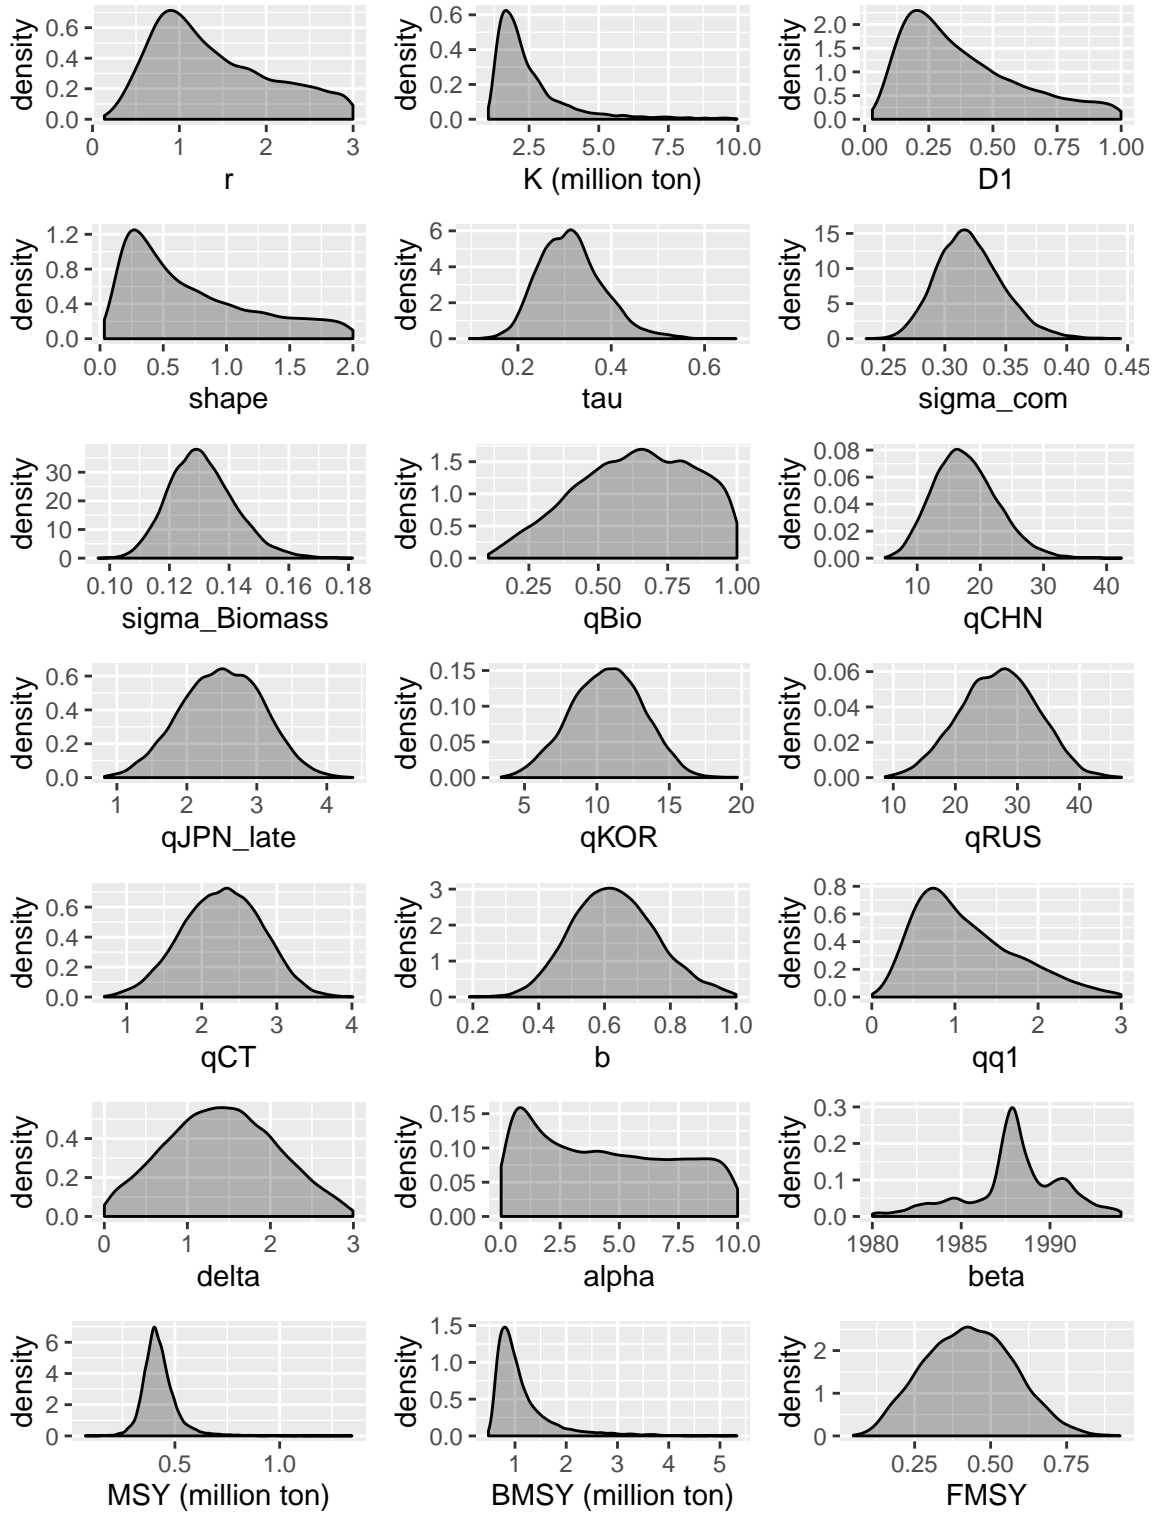 density 0.6 0.4 0.2 0.0
0 1 2 3
r
density 0.6 0.4 0.2 0.0
2.5 5.0 7.5 10.0
K (million ton)
density 2.0 1.5 1.0 0.5 0.0
0.00 0.25 0.50 0.75 1.00
D1
density 1.2 0.8 0.4 0.0
0.0 0.5 1.0 1.5 2.0
shape
density 6 4 2 0
0.2 0.4 0.6
tau
density 15 10 5 0
0.25 0.30 0.35 0.40 0.45
sigma_com
density 30 20 10 0
0.10 0.12 0.14 0.16 0.18
sigma_Biomass
density 1.5 1.0 0.5 0.0
0.25 0.50 0.75 1.00
qBio
density 0.08 0.06 0.04 0.02 0.00
10 20 30 40
qCHN
density 0.6 0.4 0.2 0.0
1 2 3 4
qJPN_late
density 0.15 0.10 0.05 0.00
5 10 15 20
qKOR
density 0.06 0.04 0.02 0.00
10 20 30 40
qRUS
density 0.6 0.4 0.2 0.0
1 2 3 4
qCT
density 3 2 1 0
0.2 0.4 0.6 0.8 1.0
b
density 0.8 0.6 0.4 0.2 0.0
0 1 2 3
qq1
density 0.4 0.2 0.0
0 1 2 3
delta
density 0.15 0.10 0.05 0.00
0.0 2.5 5.0 7.5 10.0
alpha
density 0.3 0.2 0.1 0.0
1980 1985 1990
beta
density 6 4 2 0
0.5 1.0
MSY (million ton)
density 1.5 1.0 0.5 0.0
1 2 3 4 5
BMSY (million ton)
density 2 1 0
0.25 0.50 0.75
FMSY